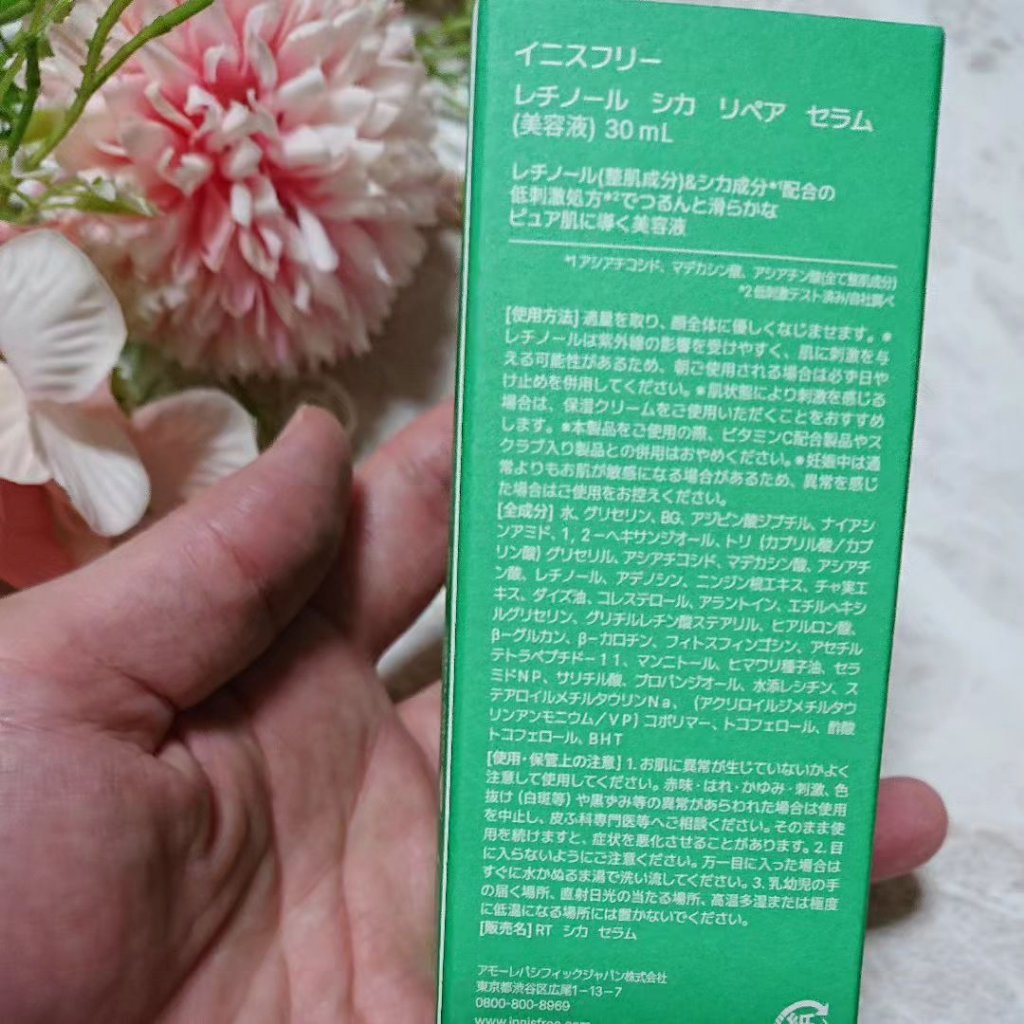 イニスフリー
レチノール シカ リペア セラム
(美容液) 30 mL
レチノール(整肌成分)&シカ成分*1配合の
低刺激処方*2でつるんと滑らかな
ピュア肌に導く美容液
*1 アシアチコシド、マデカシン酸、アシアチン酸(全て整肌成分)
*2 低刺激テスト済み/自社調べ
[使用方法] 適量を取り、顔全体に優しくなじませます。●
レチノールは紫外線の影響を受けやすく、肌に刺激を与
える可能性があるため、朝ご使用される場合は必ず日や
け止めを併用してください。●肌状態により刺激を感じる
場合は、保湿クリームをご使用いただくことをおすすめ
します。●本製品をご使用の際、ビタミンC配合製品やス
クラブ入り製品との併用はおやめください。●妊娠中は通
常よりもお肌が敏感になる場合があるため、異常を感じ
た場合はご使用をお控えください。
[全成分] 水、グリセリン、BG、アジピン酸ジブチル、ナイアシ
ンアミド、1, 2-ヘキサンジオール、トリ (カプリル酸/カプ
リン酸) グリセリル、アシアチコシド、マデカシン酸、アシアチ
ン酸、レチノール、アデノシン、ニンジン根エキス、チャ実エ
キス、ダイズ油、コレステロール、アラントイン、エチルヘキシ
ルグリセリン、グリチルレチン酸ステアリル、ヒアルロン酸、
β-グルカン、β-カロチン、フィトスフィンゴシン、アセチル
テトラペプチド-11、マンニトール、ヒマワリ種子油、セラ
ミドNP、サリチル酸、プロパンジオール、水添レシチン、ス
テアロイルメチルタウリンNa、(アクリロイルジメチルタウ
リンアンモニウム/VP) コポリマー、トコフェロール、酢酸
トコフェロール、BHT
[使用・保管上の注意] 1. お肌に異常が生じていないかよく
注意して使用してください。赤味・はれ・かゆみ・刺激、色
抜け (白斑等) や黒ずみ等の異常があらわれた場合は使用
を中止し、皮ふ科専門医等へご相談ください。そのまま使
用を続けますと、症状を悪化させることがあります。2. 目
に入らないようにご注意ください。万一目に入った場合は
すぐに水かぬるま湯で洗い流してください。3. 乳幼児の手
の届く場所、直射日光の当たる場所、高温多湿または極度
に低温になる場所には置かないでください。
[販売名] RT シカ セラム
アモーレパシフィックジャパン株式会社
東京都渋谷区広尾1-13-7
0800-800-8969
www.innisfree.com